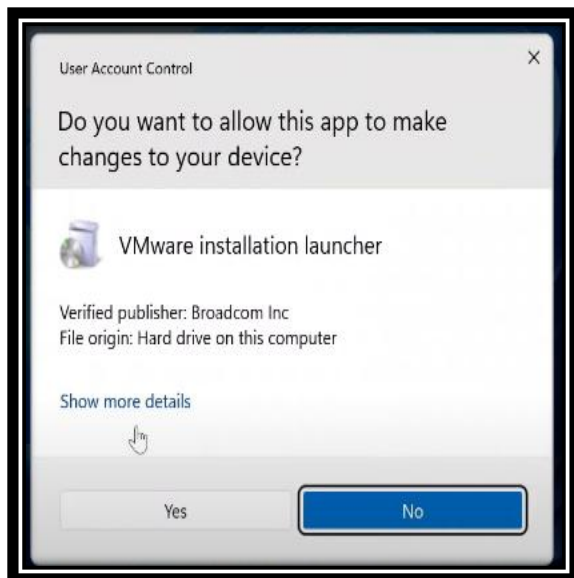 User Account Control
Do you want to allow this app to make
changes to your device?
VMware installation launcher
Verified publisher: Broadcom Inc
File origin: Hard drive on this computer
Show more details
Yes
No